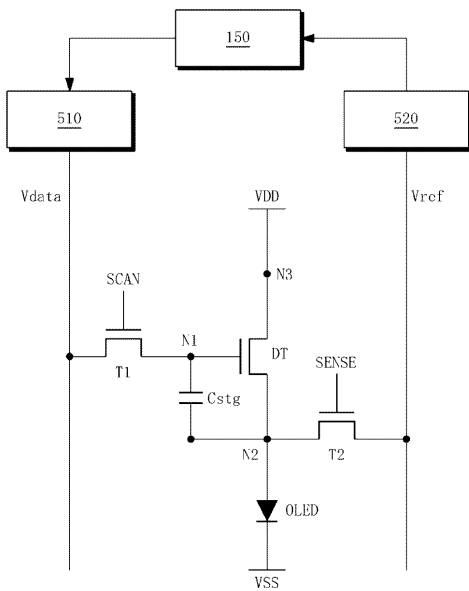 150
510
520
Vdata
VDD
Vref
N3
SCAN
N1
DT
T1
SENSE
Cstg
N2
T2
OLED
VSS